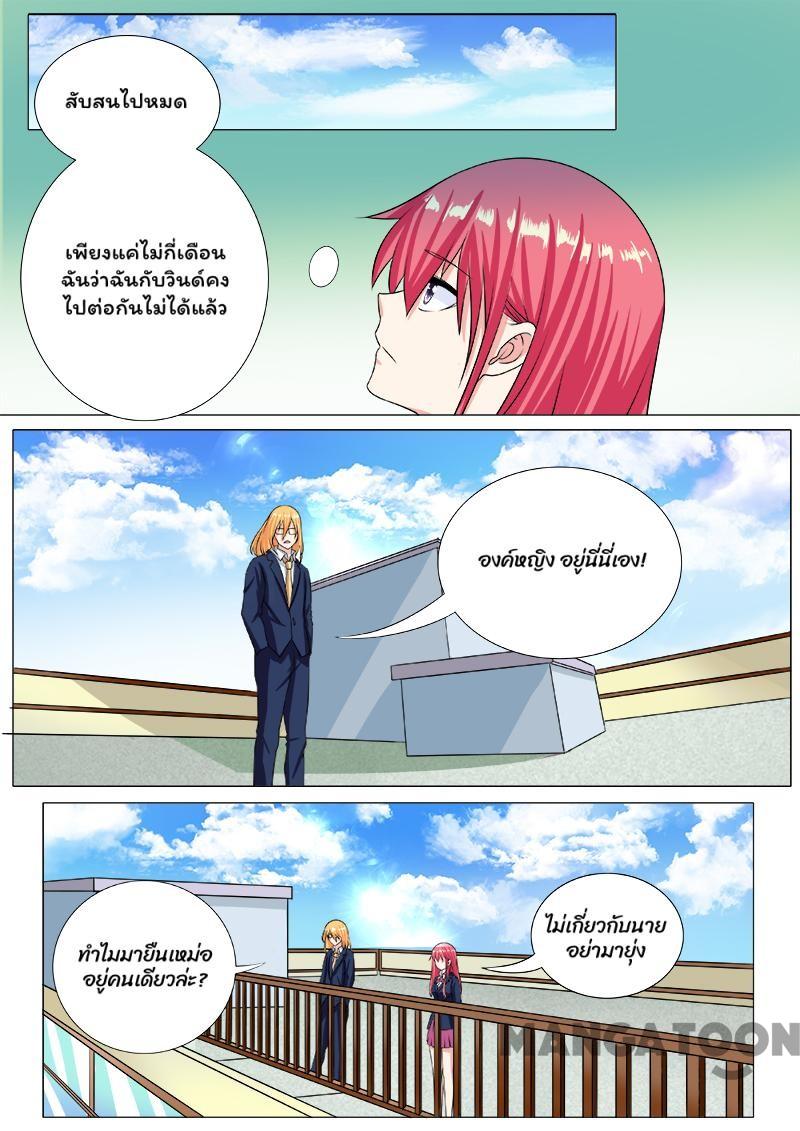 สับสนไปหมด
เพียงแค่ไม่กี่เดือน
ฉันว่าฉันกับวินด์คง
ไปต่อกันไม่ได้แล้ว
องค์หญิง อยู่นี่นี่เอง!
ไม่เกี่ยวกับนาย
อย่ามายุ่ง
ทำไมมายืนเหม่อ
อยู่คนเดียวล่ะ?
MANGATOON